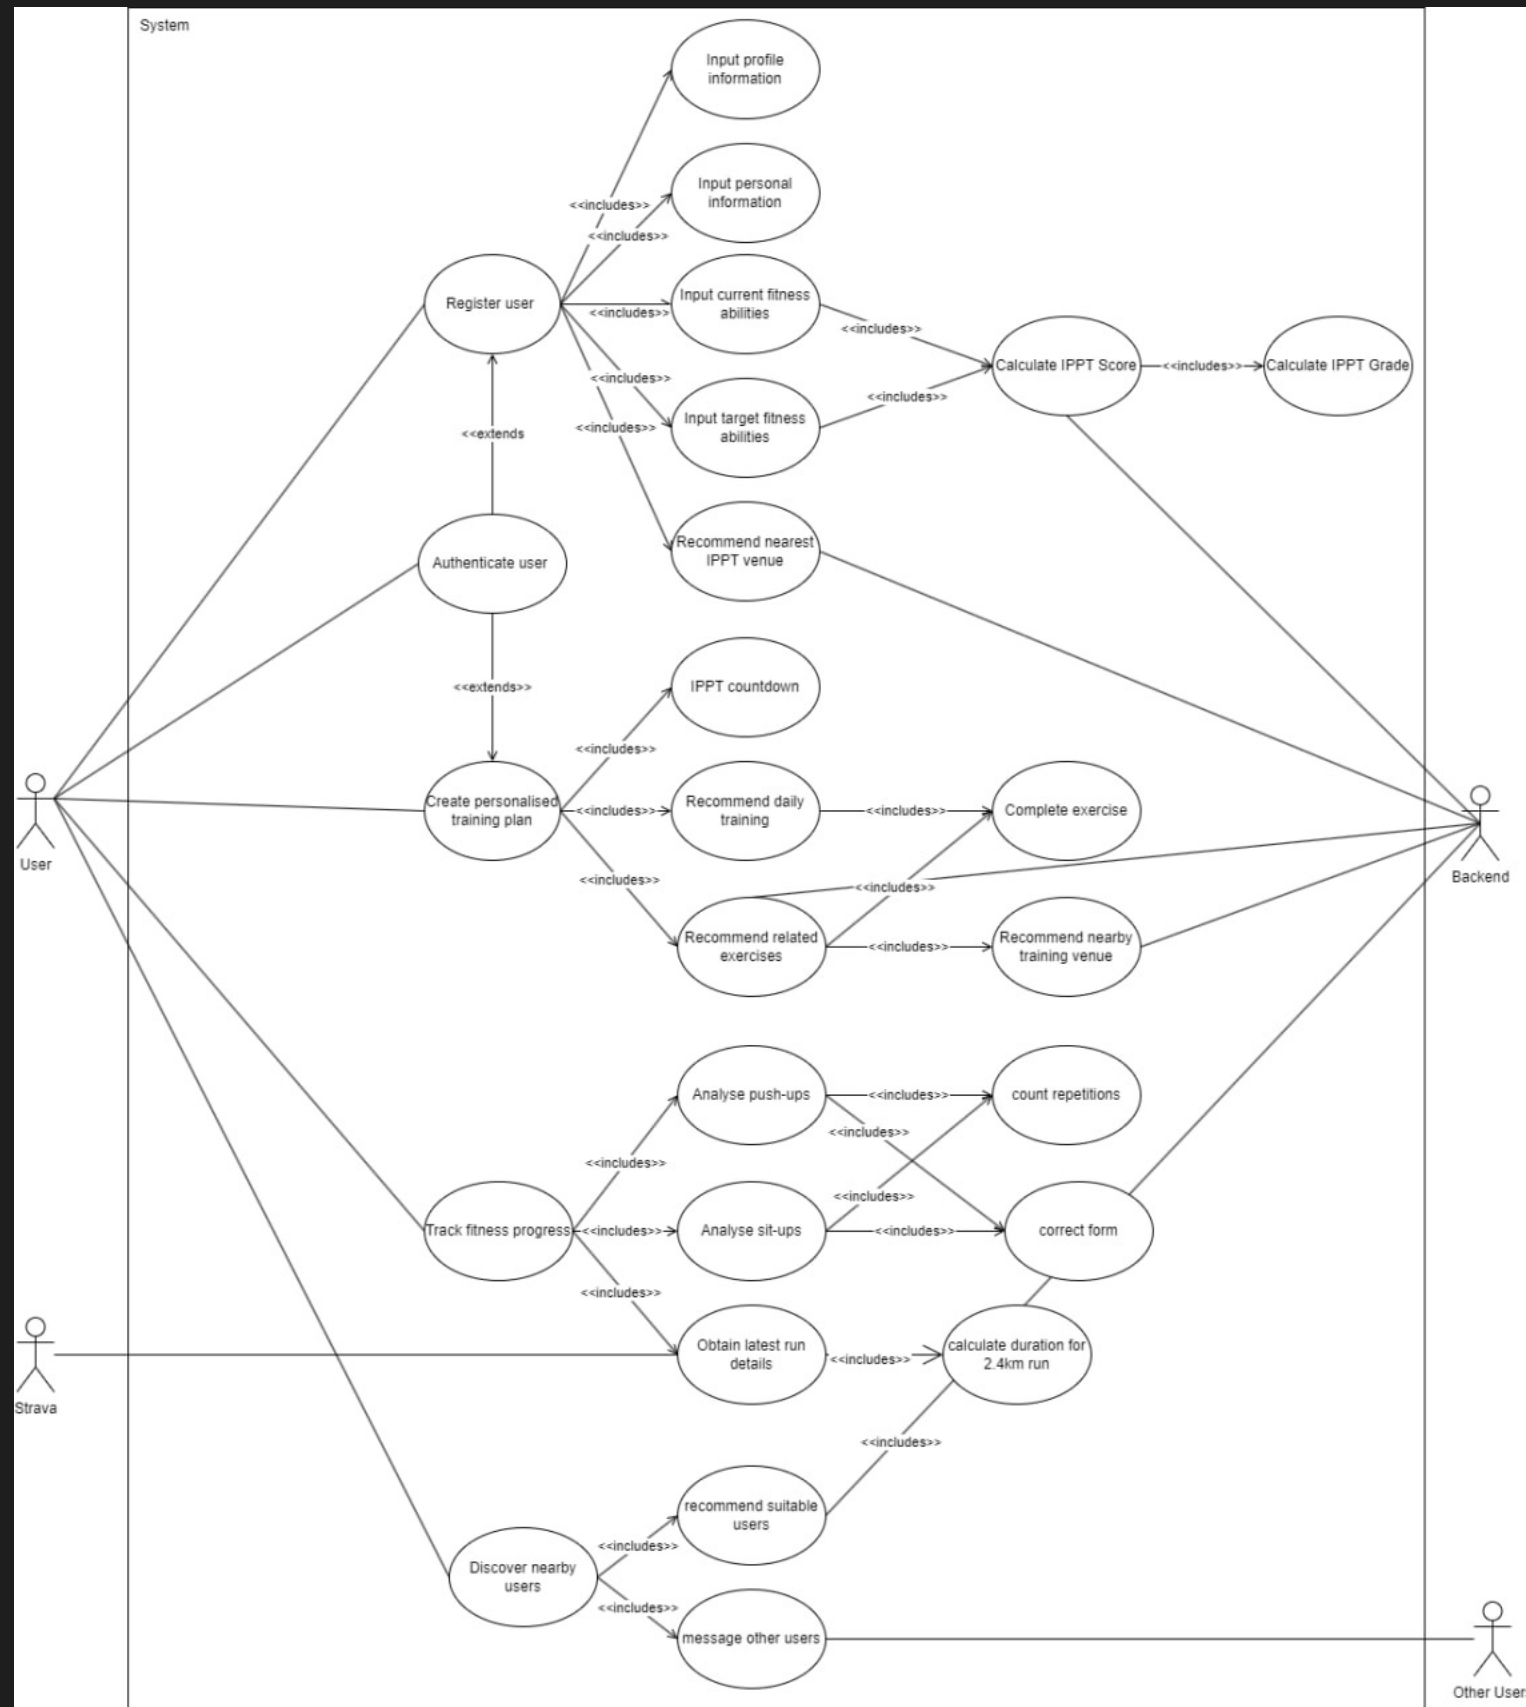 System
Input profile
information
Input personal
information
<<includes>>
<<includes>>
Register user
Input current fitness
abilities
<<includes>>
<<includes>>
Calculate IPPT Score
<<includes>>
Calculate IPPT Grade
<<includes>>
<<includes>>
Input target fitness
abilities
<<includes>>
<<extends
Recommend nearest
IPPT venue
Authenticate user
<<extends>>
IPPT countdown
<<includes>>
Create personalised
training plan
<<includes>>
Recommend daily
training
<<includes>>
Complete exercise
User
Backend
<<includes>>
<<includes>>
Recommend related
exercises
<<includes>>
Recommend nearby
training venue
Analyse push-ups
<<includes>>
count repetitions
<<includes>>
<<includes>>
<<includes>>
Track fitness progress
<<includes>>
Analyse sit-ups
<<includes>>
correct form
<<includes>>
Obtain latest run
details
<<includes>>
calculate duration for
2.4km run
Strava
<<includes>>
recommend suitable
users
<<includes>>
Discover nearby
users
<<includes>>
message other users
Other User